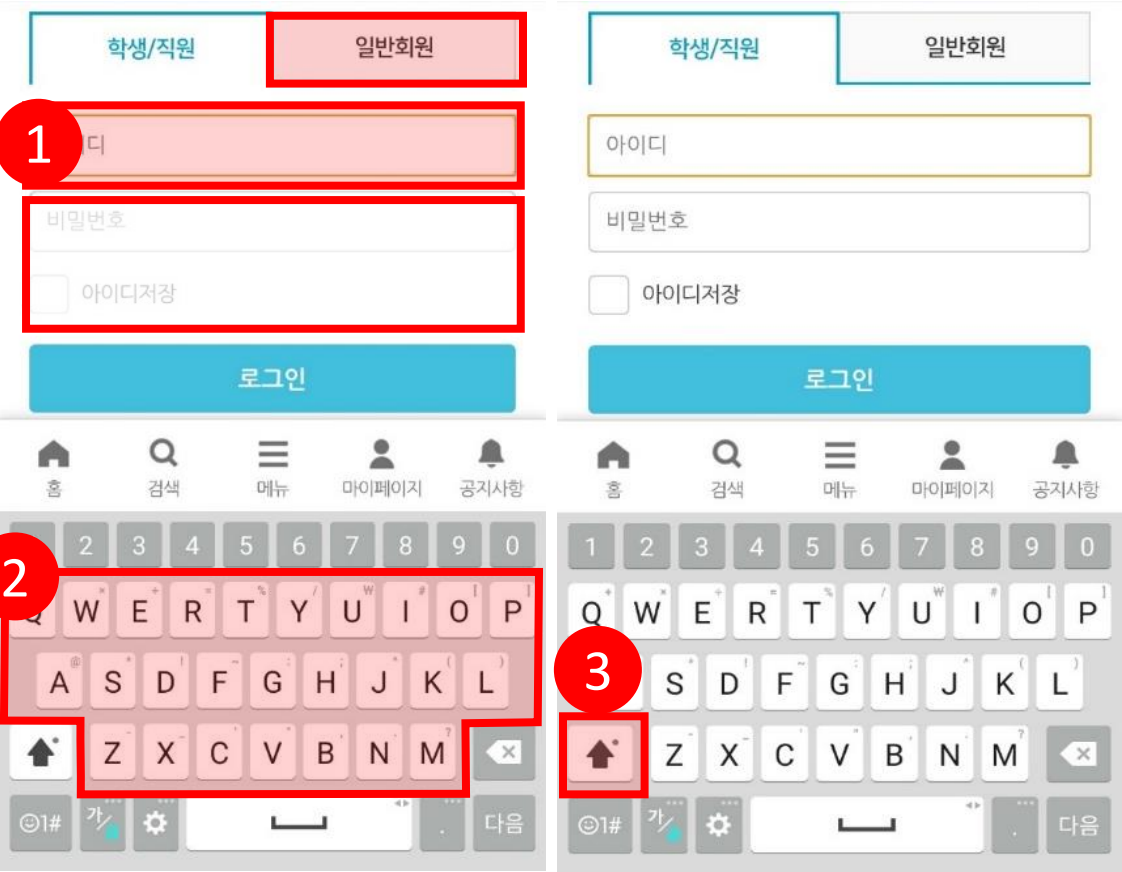 학생/직원 일반회원
1 디
비밀번호
아이디저장
로그인
홈 검색 메뉴 마이페이지 공지사항
2 3 4 5 6 7 8 9 0
2
Q W E R T Y U I O P
A S D F G H J K L
Z X C V B N M
☺1# 가/ . 다음
학생/직원 일반회원
아이디
비밀번호
아이디저장
로그인
홈 검색 메뉴 마이페이지 공지사항
1 2 3 4 5 6 7 8 9 0
Q W E R T Y U I O P
3 S D F G H J K L
Z X C V B N M
☺1# 가/ . 다음